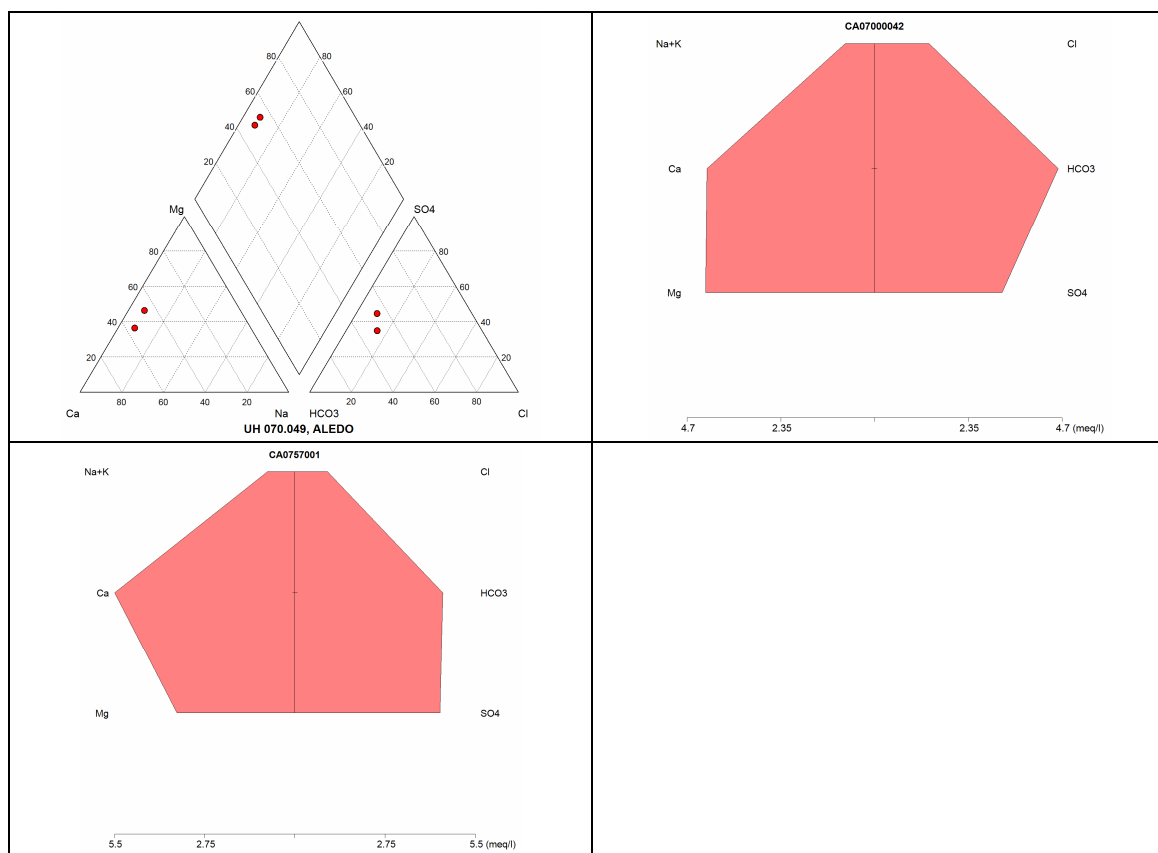 80 80
60 60
40 40
20 20
Mg SO4
80 80
60 60
40 40
20 20
80 60 40 20 20 40 60 80
Ca Na HCO3 Cl
UH 070.049, ALEDO
CA07000042
Na+K Cl
Ca HCO3
Mg SO4
4.7 2.35 2.35 4.7 (meq/l)
CA0757001
Na+K Cl
Ca HCO3
Mg SO4
5.5 2.75 2.75 5.5 (meq/l)